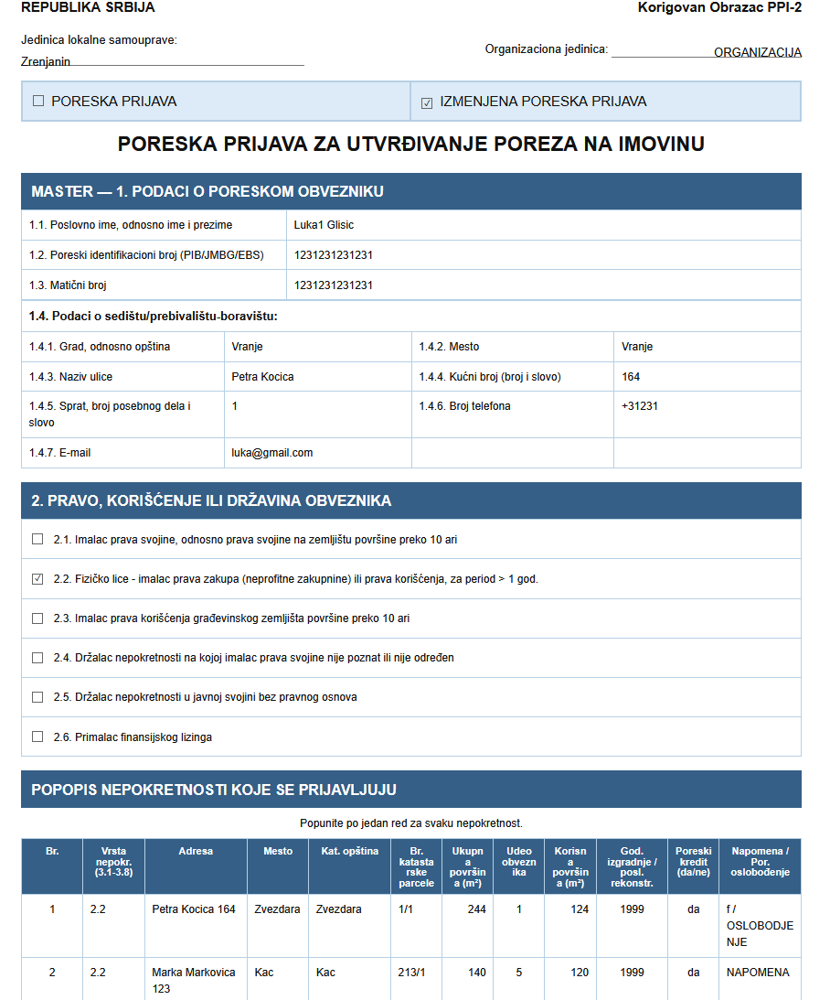 REPUBLIKA SRBIJA
Korigovan Obrazac PPI-2
Jedinica lokalne samouprave:
Zrenjanin
Organizaciona jedinica: ORGANIZACIJA
☐ PORESKA PRIJAVA
☑ IZMENJENA PORESKA PRIJAVA
PORESKA PRIJAVA ZA UTVRĐIVANJE POREZA NA IMOVINU
MASTER — 1. PODACI O PORESKOM OBVEZNIKU
1.1. Poslovno ime, odnosno ime i prezime
Luka1 Glisic
1.2. Poreski identifikacioni broj (PIB/JMBG/EBS)
1231231231231
1.3. Matični broj
1231231231231
1.4. Podaci o sedištu/prebivalištu-boravištu:
1.4.1. Grad, odnosno opština
Vranje
1.4.2. Mesto
Vranje
1.4.3. Naziv ulice
Petra Kocica
1.4.4. Kućni broj (broj i slovo)
164
1.4.5. Sprat, broj posebnog dela i
slovo
1
1.4.6. Broj telefona
+31231
1.4.7. E-mail
luka@gmail.com
2. PRAVO, KORIŠĆENJE ILI DRŽAVINA OBVEZNIKA
☐ 2.1. Imalac prava svojine, odnosno prava svojine na zemljištu površine preko 10 ari
☑ 2.2. Fizičko lice - imalac prava zakupa (neprofitne zakupnine) ili prava korišćenja, za period > 1 god.
☐ 2.3. Imalac prava korišćenja građevinskog zemljišta površine preko 10 ari
☐ 2.4. Držalac nepokretnosti na kojoj imalac prava svojine nije poznat ili nije određen
☐ 2.5. Držalac nepokretnosti u javnoj svojini bez pravnog osnova
☐ 2.6. Primalac finansijskog lizinga
POPOPIS NEPOKRETNOSTI KOJE SE PRIJAVLJUJU
Popunite po jedan red za svaku nepokretnost.
Br.
Vrsta
nepokr.
(3.1-3.8)
Adresa
Mesto
Kat. opština
Br.
katasta
rske
parcele
Ukupn
a
površin
a (m²)
Udeo
obvezn
ika
Korisn
a
površin
a (m²)
God.
izgradnje /
posl.
rekonstr.
Poreski
kredit
(da/ne)
Napomena /
Por.
oslobođenje
1
2.2
Petra Kocica 164
Zvezdara
Zvezdara
1/1
244
1
124
1999
da
f /
OSLOBODJE
NJE
2
2.2
Marka Markovica
123
Kac
Kac
213/1
140
5
120
1999
da
NAPOMENA